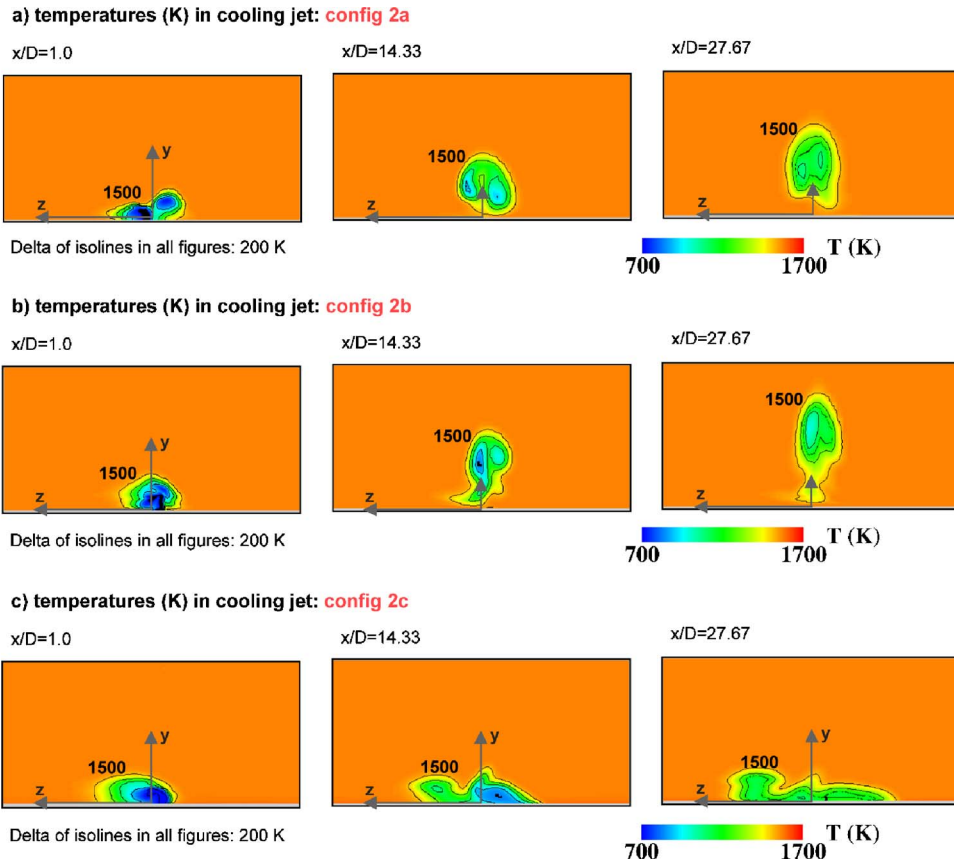 a) temperatures (K) in cooling jet: config 2a
x/D=1.0
x/D=14.33
x/D=27.67
1500
y
z
1500
z
1500
z
Delta of isolines in all figures: 200 K
700
1700
T (K)
b) temperatures (K) in cooling jet: config 2b
x/D=1.0
x/D=14.33
x/D=27.67
1500
y
z
1500
z
1500
z
Delta of isolines in all figures: 200 K
700
1700
T (K)
c) temperatures (K) in cooling jet: config 2c
x/D=1.0
x/D=14.33
x/D=27.67
1500
y
z
1500
y
z
1500
y
z
Delta of isolines in all figures: 200 K
700
1700
T (K)